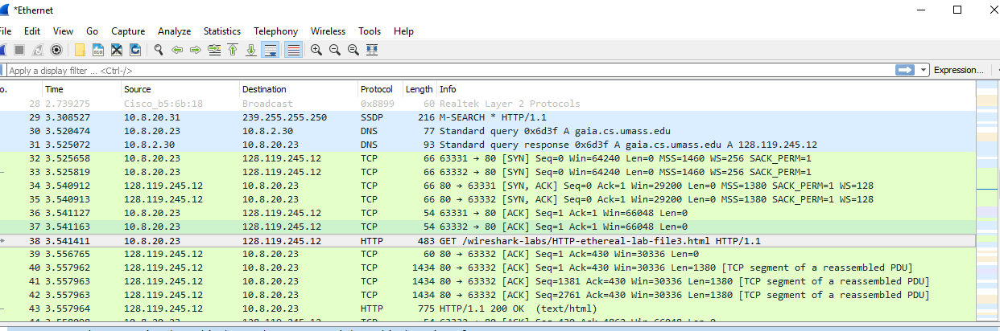 *Ethernet
File Edit View Go Capture Analyze Statistics Telephony Wireless Tools Help
Apply a display filter ... <Ctrl-/> Expression...
o. Time Source Destination Protocol Length Info
28 2.739275 Cisco_b5:6b:18 Broadcast 0x8899 60 Realtek Layer 2 Protocols
29 3.308527 10.8.20.31 239.255.255.250 SSDP 216 M-SEARCH * HTTP/1.1
30 3.520474 10.8.20.23 10.8.2.30 DNS 77 Standard query 0x6d3f A gaia.cs.umass.edu
31 3.525072 10.8.2.30 10.8.20.23 DNS 93 Standard query response 0x6d3f A gaia.cs.umass.edu A 128.119.245.12
32 3.525658 10.8.20.23 128.119.245.12 TCP 66 63331 → 80 [SYN] Seq=0 Win=64240 Len=0 MSS=1460 WS=256 SACK_PERM=1
33 3.525819 10.8.20.23 128.119.245.12 TCP 66 63332 → 80 [SYN] Seq=0 Win=64240 Len=0 MSS=1460 WS=256 SACK_PERM=1
34 3.540912 128.119.245.12 10.8.20.23 TCP 66 80 → 63331 [SYN, ACK] Seq=0 Ack=1 Win=29200 Len=0 MSS=1380 SACK_PERM=1 WS=128
35 3.540913 128.119.245.12 10.8.20.23 TCP 66 80 → 63332 [SYN, ACK] Seq=0 Ack=1 Win=29200 Len=0 MSS=1380 SACK_PERM=1 WS=128
36 3.541127 10.8.20.23 128.119.245.12 TCP 54 63331 → 80 [ACK] Seq=1 Ack=1 Win=66048 Len=0
37 3.541163 10.8.20.23 128.119.245.12 TCP 54 63332 → 80 [ACK] Seq=1 Ack=1 Win=66048 Len=0
38 3.541411 10.8.20.23 128.119.245.12 HTTP 483 GET /wireshark-labs/HTTP-ethereal-lab-file3.html HTTP/1.1
39 3.556765 128.119.245.12 10.8.20.23 TCP 60 80 → 63332 [ACK] Seq=1 Ack=430 Win=30336 Len=0
40 3.557962 128.119.245.12 10.8.20.23 TCP 1434 80 → 63332 [ACK] Seq=1 Ack=430 Win=30336 Len=1380 [TCP segment of a reassembled PDU]
41 3.557963 128.119.245.12 10.8.20.23 TCP 1434 80 → 63332 [ACK] Seq=1381 Ack=430 Win=30336 Len=1380 [TCP segment of a reassembled PDU]
42 3.557963 128.119.245.12 10.8.20.23 TCP 1434 80 → 63332 [ACK] Seq=2761 Ack=430 Win=30336 Len=1380 [TCP segment of a reassembled PDU]
43 3.557964 128.119.245.12 10.8.20.23 HTTP 775 HTTP/1.1 200 OK (text/html)